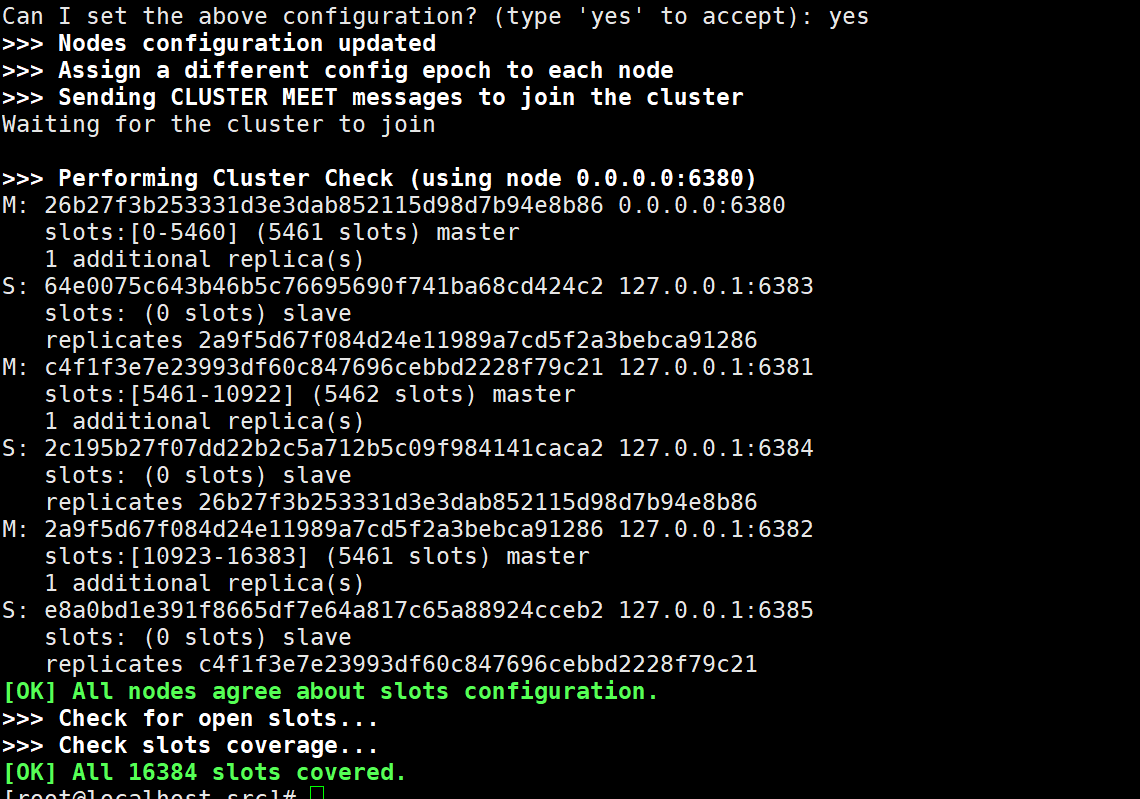 Can I set the above configuration? (type 'yes' to accept): yes
>>> Nodes configuration updated
>>> Assign a different config epoch to each node
>>> Sending CLUSTER MEET messages to join the cluster
Waiting for the cluster to join
>>> Performing Cluster Check (using node 0.0.0.0:6380)
M: 26b27f3b253331d3e3dab852115d98d7b94e8b86 0.0.0.0:6380
slots:[0-5460] (5461 slots) master
1 additional replica(s)
S: 64e0075c643b46b5c76695690f741ba68cd424c2 127.0.0.1:6383
slots: (0 slots) slave
replicates 2a9f5d67f084d24e11989a7cd5f2a3bebca91286
M: c4f1f3e7e23993df60c847696cebbd2228f79c21 127.0.0.1:6381
slots:[5461-10922] (5462 slots) master
1 additional replica(s)
S: 2c195b27f07dd22b2c5a712b5c09f984141caca2 127.0.0.1:6384
slots: (0 slots) slave
replicates 26b27f3b253331d3e3dab852115d98d7b94e8b86
M: 2a9f5d67f084d24e11989a7cd5f2a3bebca91286 127.0.0.1:6382
slots:[10923-16383] (5461 slots) master
1 additional replica(s)
S: e8a0bd1e391f8665df7e64a817c65a88924cceb2 127.0.0.1:6385
slots: (0 slots) slave
replicates c4f1f3e7e23993df60c847696cebbd2228f79c21
[OK] All nodes agree about slots configuration.
>>> Check for open slots...
>>> Check slots coverage...
[OK] All 16384 slots covered.
[root@localhost src]#